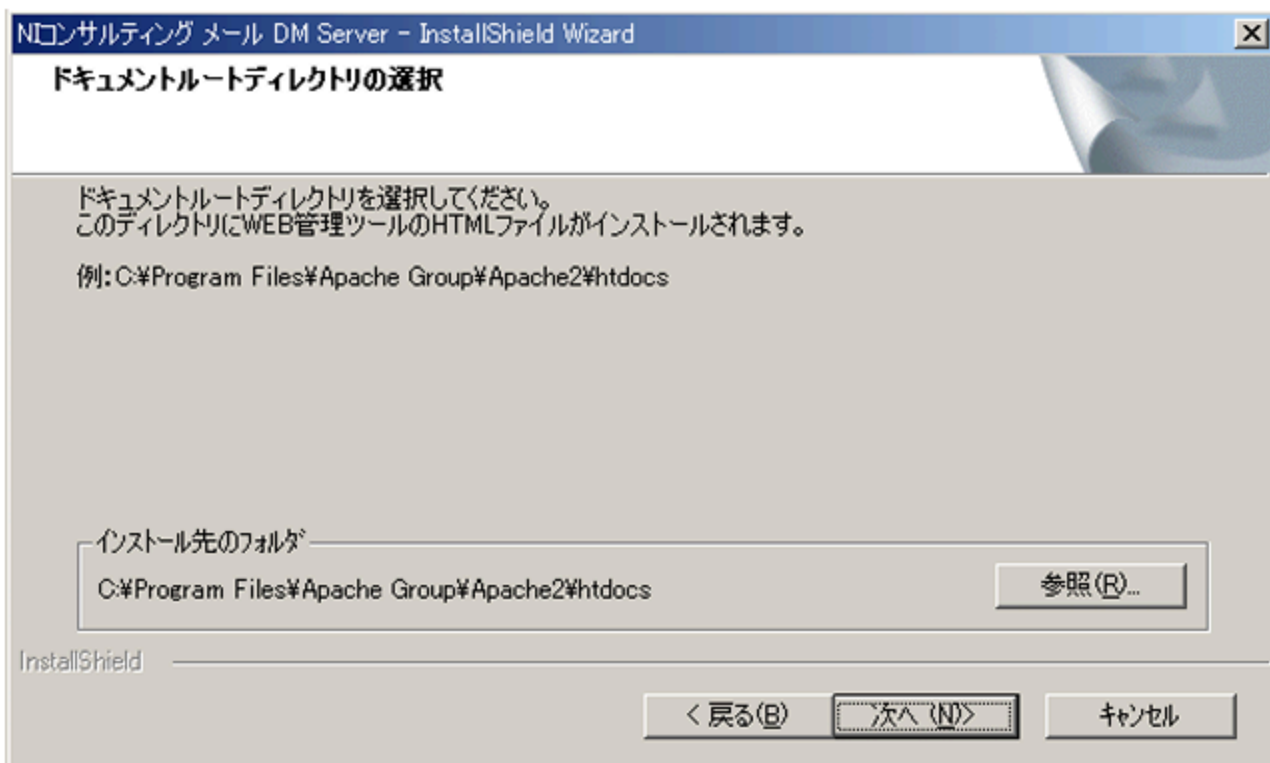 NIコンサルティング メール DM Server - InstallShield Wizard
ドキュメントルートディレクトリの選択
ドキュメントルートディレクトリを選択してください。
このディレクトリにWEB管理ツールのHTMLファイルがインストールされます。
例:C:¥Program Files¥Apache Group¥Apache2¥htdocs
インストール先のフォルダ
C:¥Program Files¥Apache Group¥Apache2¥htdocs
参照(R)...
InstallShield
< 戻る(B)
次へ (N)>
キャンセル